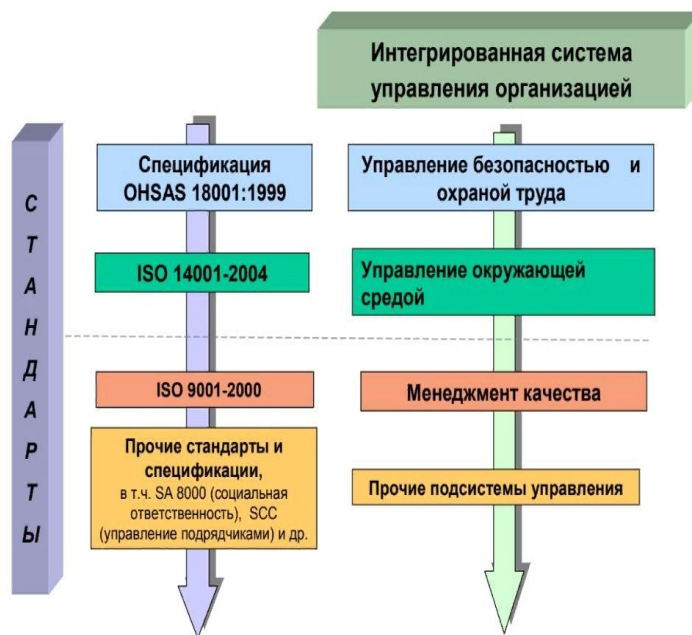 Интегрированная система
управления организацией
СТАНДАРТЫ
Спецификация
OHSAS 18001:1999
Управление безопасностью и
охраной труда
ISO 14001-2004
Управление окружающей
средой
ISO 9001-2000
Менеджмент качества
Прочие стандарты и
спецификации,
в т.ч. SA 8000 (социальная
ответственность), SCC
(управление подрядчиками) и др.
Прочие подсистемы управления